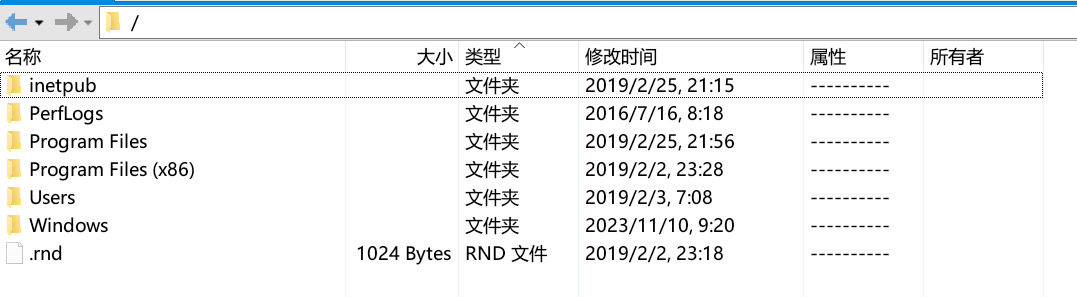 /
名称 大小 类型 修改时间 属性 所有者
inetpub 文件夹 2019/2/25, 21:15 ----------
PerfLogs 文件夹 2016/7/16, 8:18 ----------
Program Files 文件夹 2019/2/25, 21:56 ----------
Program Files (x86) 文件夹 2019/2/2, 23:28 ----------
Users 文件夹 2019/2/3, 7:08 ----------
Windows 文件夹 2023/11/10, 9:20 ----------
.rnd 1024 Bytes RND 文件 2019/2/2, 23:18 ----------